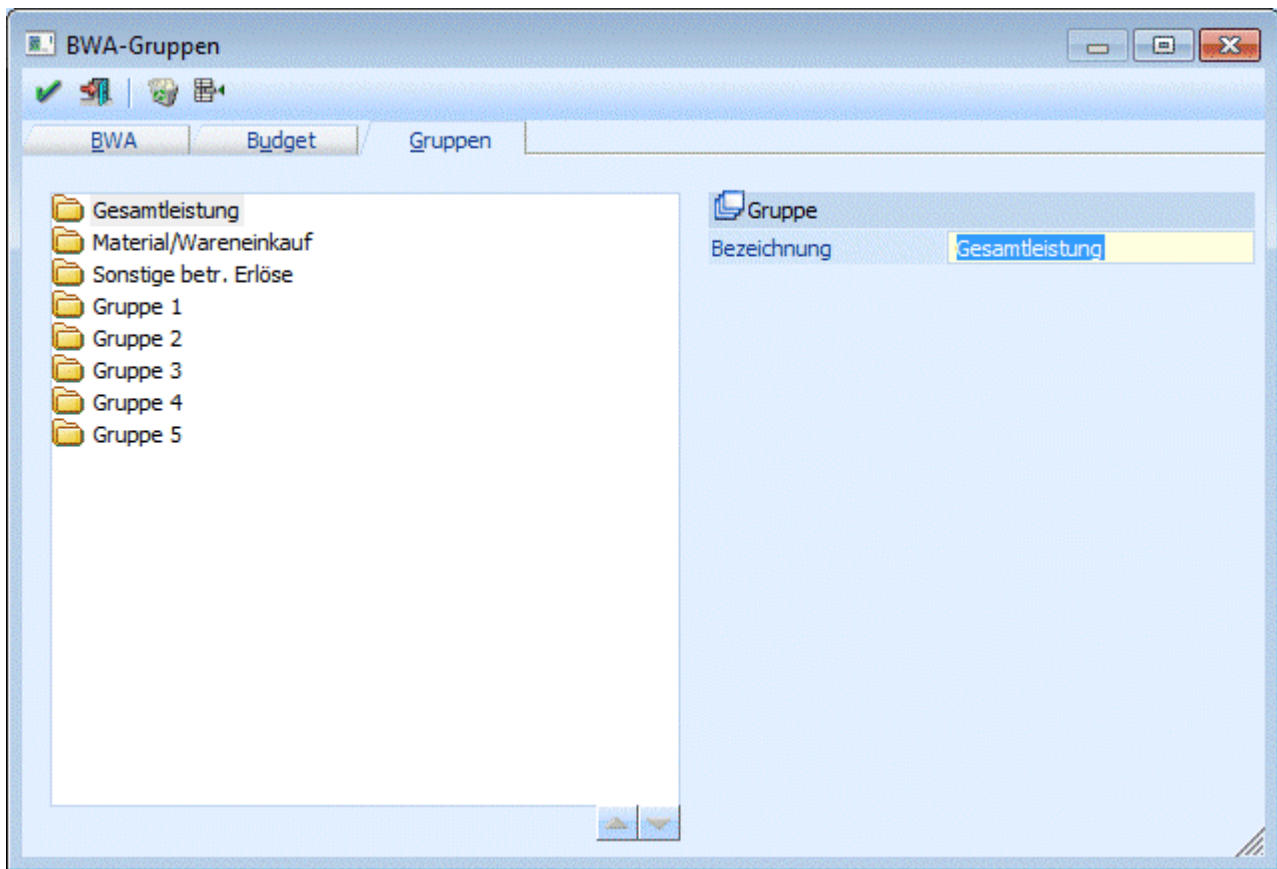 BWA-Gruppen
BWA Budget Gruppen
Gesamtleistung
Material/Wareneinkauf
Sonstige betr. Erlöse
Gruppe 1
Gruppe 2
Gruppe 3
Gruppe 4
Gruppe 5
Gruppe
Bezeichnung Gesamtleistung